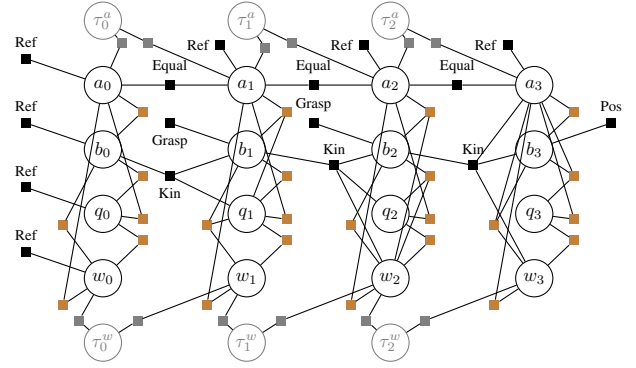 τ₀ᵃ τ₁ᵃ τ₂ᵃ
Ref Ref Ref Ref
Equal Equal Equal
a₀ a₁ a₂ a₃
Ref Grasp Grasp Pos
b₀ b₁ b₂ b₃
Kin Kin Kin
Ref
q₀ q₁ q₂ q₃
Ref
w₀ w₁ w₂ w₃
τ₀ʷ τ₁ʷ τ₂ʷ